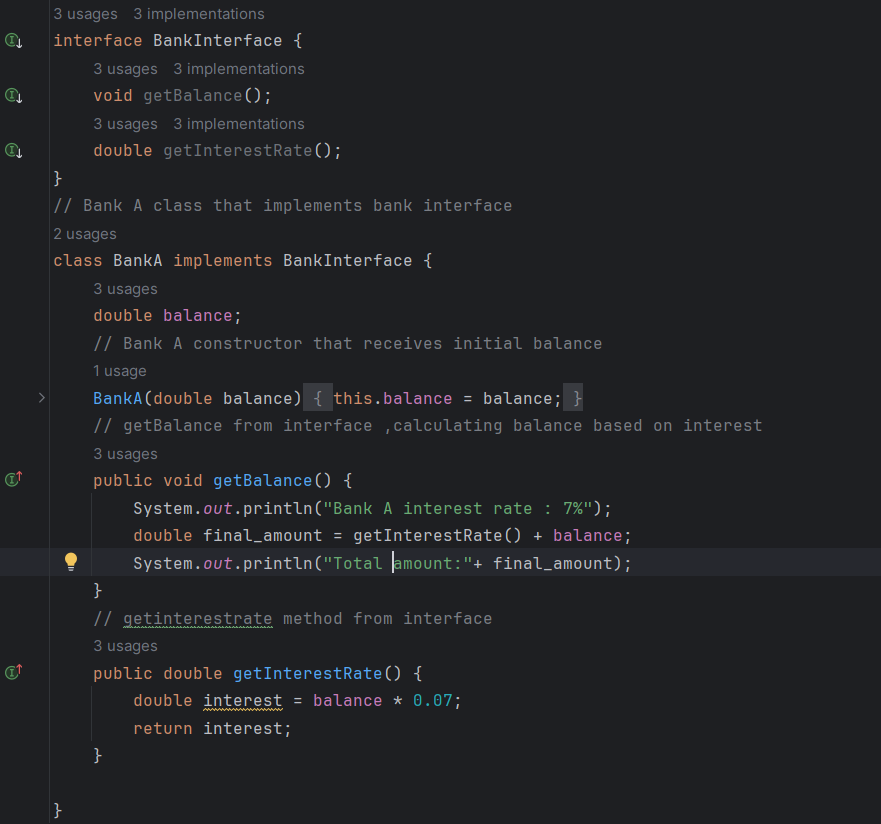 3 usages   3 implementations
interface BankInterface {
    3 usages   3 implementations
    void getBalance();
    3 usages   3 implementations
    double getInterestRate();
}
// Bank A class that implements bank interface
2 usages
class BankA implements BankInterface {
    3 usages
    double balance;
    // Bank A constructor that receives initial balance
    1 usage
    BankA(double balance) { this.balance = balance; }
    // getBalance from interface ,calculating balance based on interest
    3 usages
    public void getBalance() {
        System.out.println("Bank A interest rate : 7%");
        double final_amount = getInterestRate() + balance;
        System.out.println("Total amount:"+ final_amount);
    }
    // getinterestrate method from interface
    3 usages
    public double getInterestRate() {
        double interest = balance * 0.07;
        return interest;
    }
}